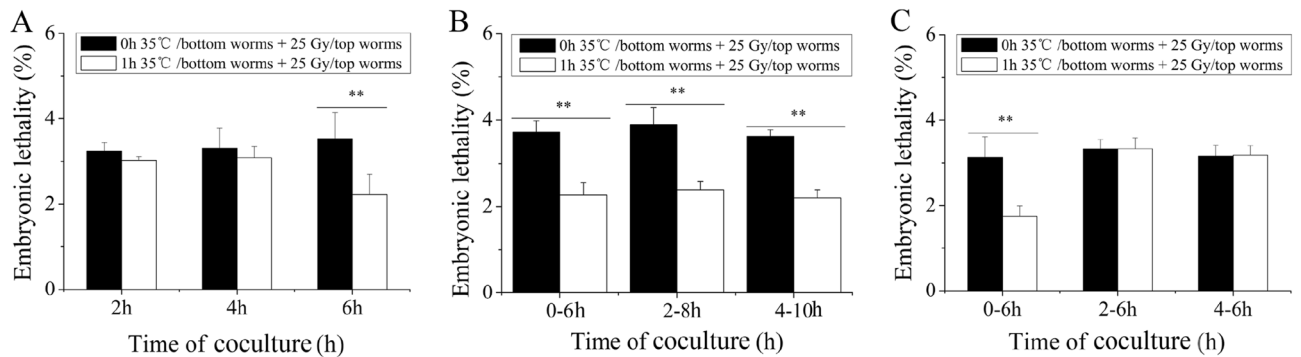 A
0h 35℃ /bottom worms + 25 Gy/top worms
1h 35℃ /bottom worms + 25 Gy/top worms
Embryonic lethality (%)
6
4
2
0
**
2h
4h
6h
Time of coculture (h)
B
0h 35℃ /bottom worms + 25 Gy/top worms
1h 35℃ /bottom worms + 25 Gy/top worms
Embryonic lethality (%)
6
4
2
0
**
**
**
0-6h
2-8h
4-10h
Time of coculture (h)
C
0h 35℃ /bottom worms + 25 Gy/top worms
1h 35℃ /bottom worms + 25 Gy/top worms
Embryonic lethality (%)
6
4
2
0
**
0-6h
2-6h
4-6h
Time of coculture (h)